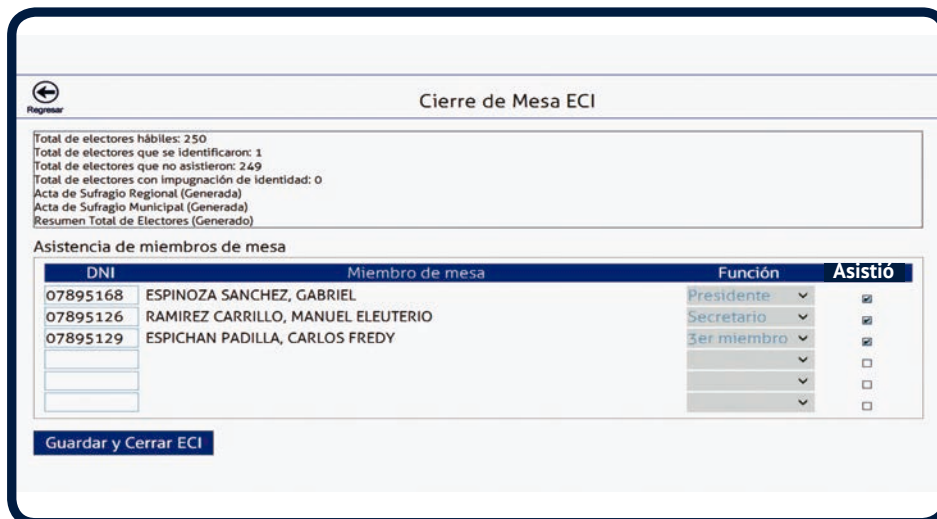 Regresar
Cierre de Mesa ECI
Total de electores hábiles: 250
Total de electores que se identificaron: 1
Total de electores que no asistieron: 249
Total de electores con impugnación de identidad: 0
Acta de Sufragio Regional (Generada)
Acta de Sufragio Municipal (Generada)
Resumen Total de Electores (Generado)
Asistencia de miembros de mesa
DNI Miembro de mesa Función Asistió
07895168 ESPINOZA SANCHEZ, GABRIEL Presidente
07895126 RAMIREZ CARRILLO, MANUEL ELEUTERIO Secretario
07895129 ESPICHAN PADILLA, CARLOS FREDY 3er miembro
Guardar y Cerrar ECI